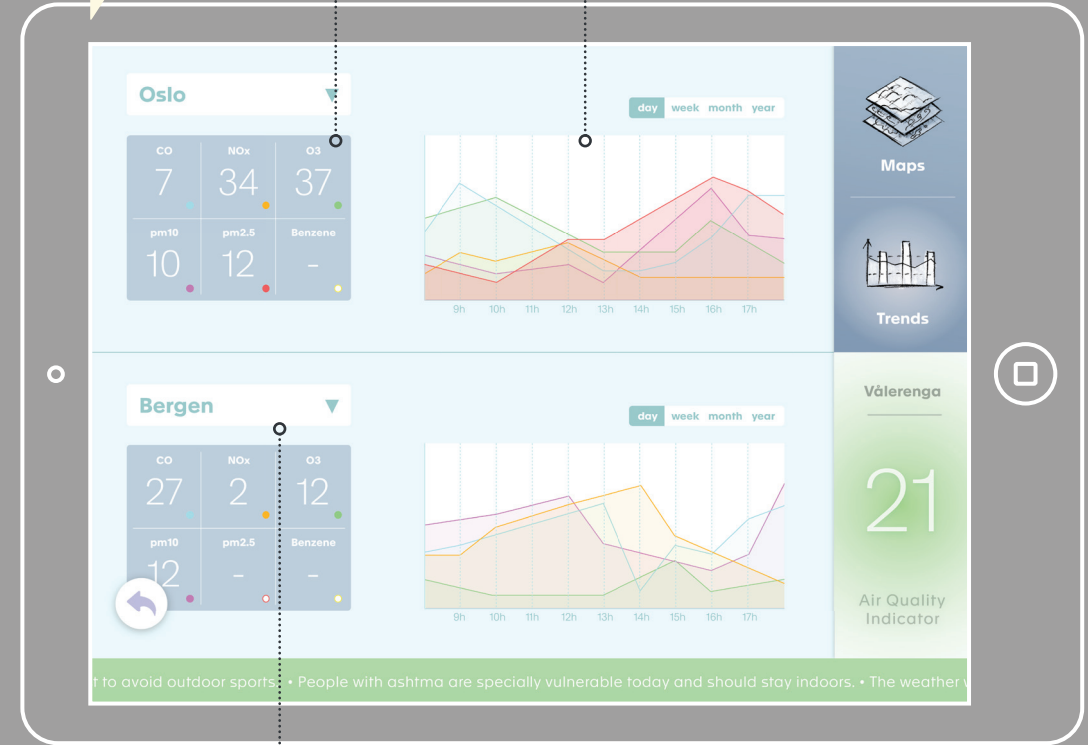 Oslo
day week month year
CO NOx O3
7 34 37
pm10 pm2.5 Benzene
10 12 -
9h 10h 11h 12h 13h 14h 15h 16h 17h
Maps
Trends
Bergen
day week month year
CO NOx O3
27 2 12
pm10 pm2.5 Benzene
12 - -
9h 10h 11h 12h 13h 14h 15h 16h 17h
Vålerenga
21
Air Quality
Indicator
t to avoid outdoor sports. • People with ashtma are specially vulnerable today and should stay indoors. • The weather